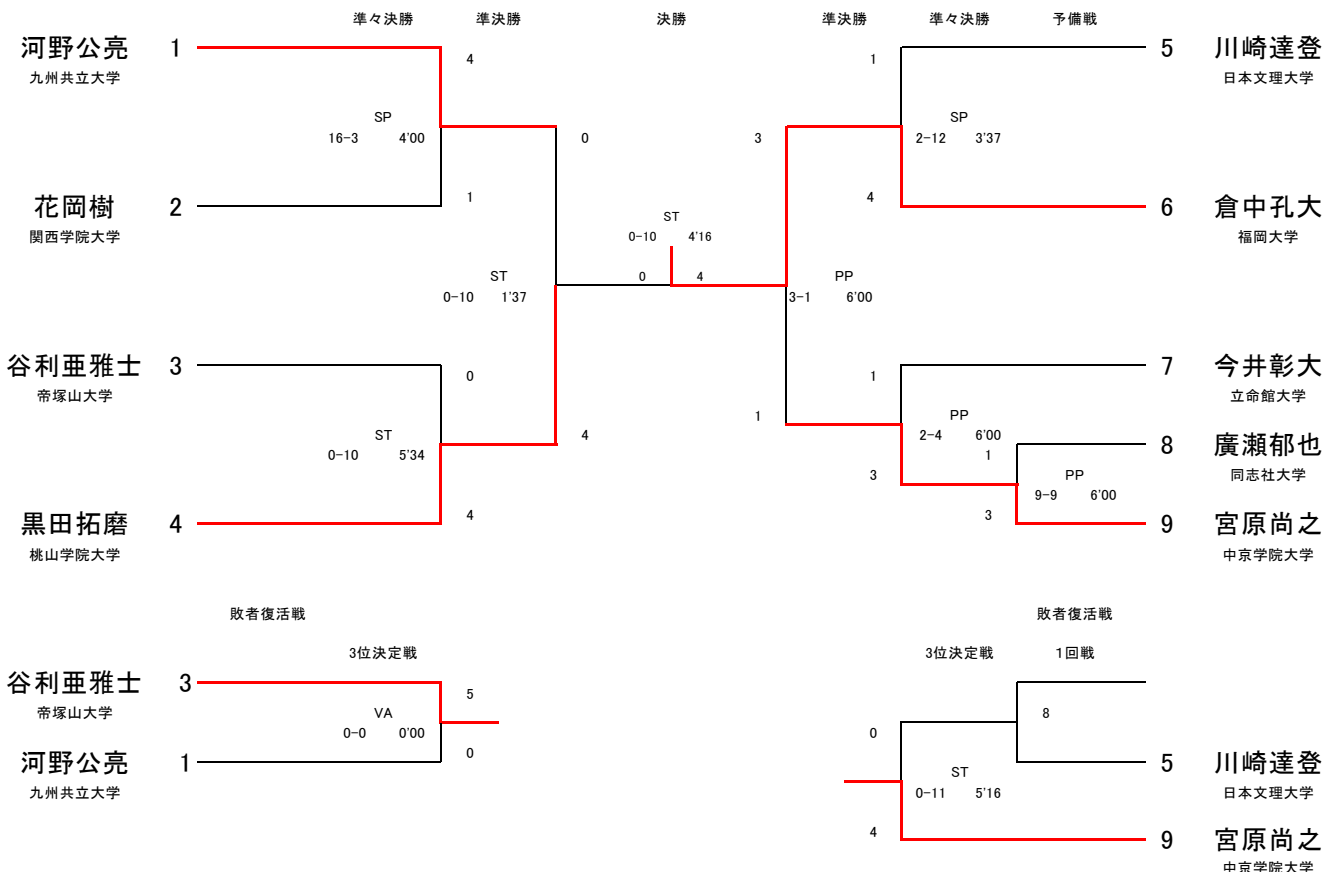 準々決勝 準決勝 決勝 準決勝 準々決勝 予備戦
河野公亮 1 4 1 5 川崎達登
九州共立大学 日本文理大学
SP SP
16-3 4'00 0 3 2-12 3'37
花岡樹 2 1 4 6 倉中孔大
関西学院大学 福岡大学
ST
0-10 4'16
ST 0 4 PP
0-10 1'37 3-1 6'00
谷利亜雅士 3 0 1 7 今井彰大
帝塚山大学 立命館大学
1 PP
ST 4 2-4 6'00
0-10 5'34 1 8 廣瀬郁也
同志社大学
3 PP
9-9 6'00
黒田拓磨 4 4 3 9 宮原尚之
桃山学院大学 中京学院大学
敗者復活戦 敗者復活戦
3位決定戦 3位決定戦 1回戦
谷利亜雅士 3 5
帝塚山大学
VA 8
0-0 0'00 0
河野公亮 1 0 5 川崎達登
九州共立大学 日本文理大学
ST
0-11 5'16
4 9 宮原尚之
中京学院大学